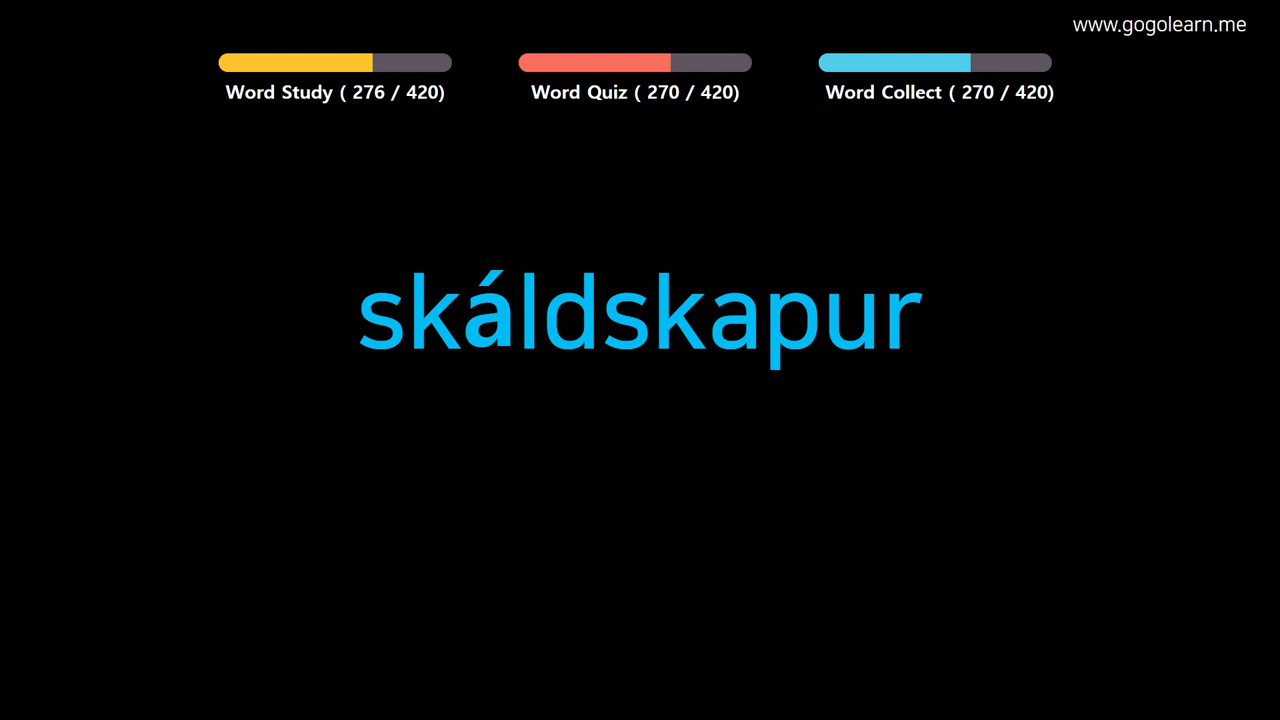 www.gogolearn.me
Word Study ( 276 / 420)
Word Quiz ( 270 / 420)
Word Collect ( 270 / 420)
skáldskapur